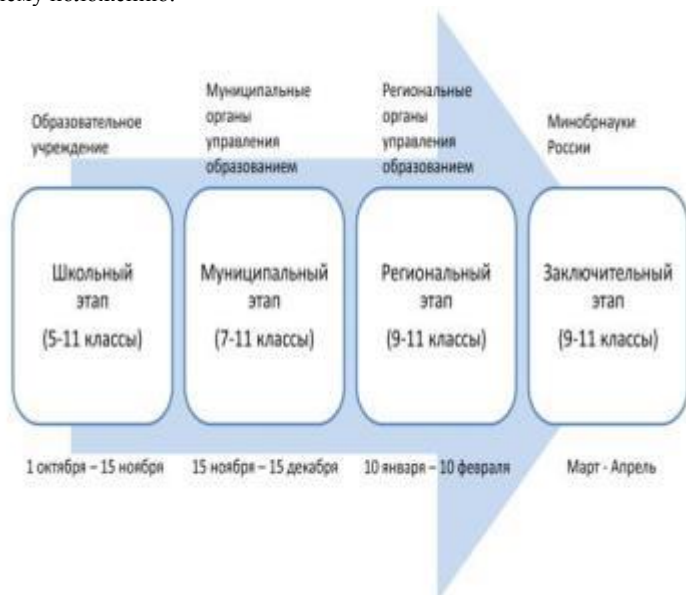 ему положению.
Образовательное
учреждение
Муниципальные
органы
управления
образованием
Региональные
органы
управления
образованием
Минобрнауки
России
Школьный
этап
(5-11 классы)
Муниципальный
этап
(7-11 классы)
Региональный
этап
(9-11 классы)
Заключительный
этап
(9-11 классы)
1 октября – 15 ноября
15 ноября – 15 декабря
10 января – 10 февраля
Март - Апрель